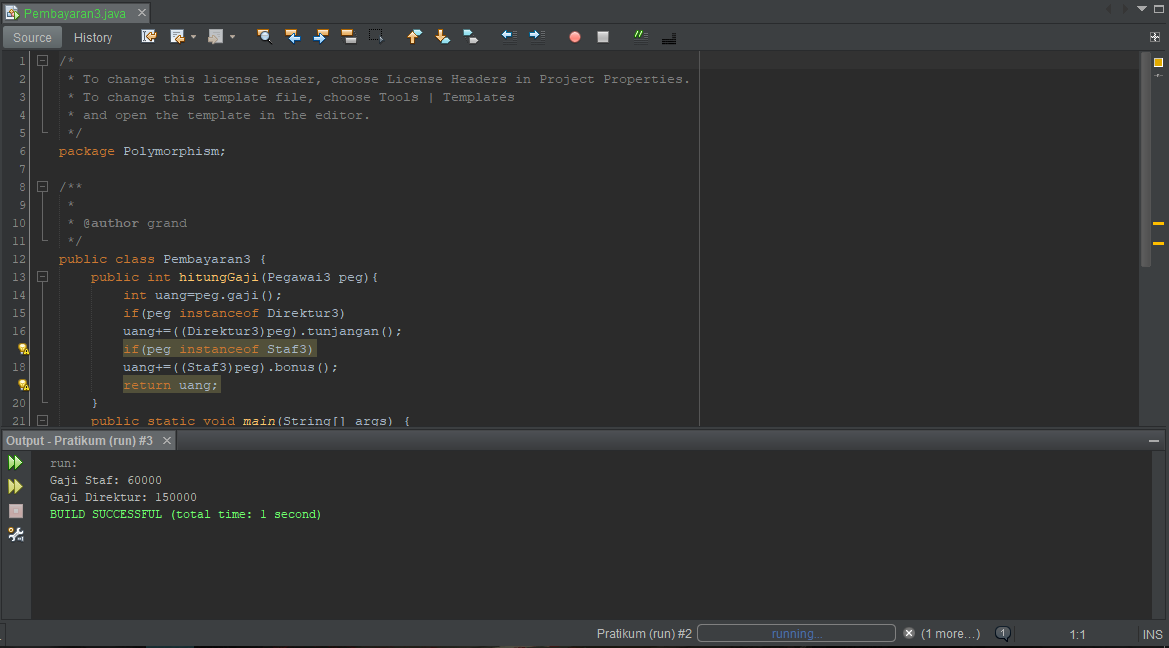 Pembayaran3.java
Source History
1 /*
2 * To change this license header, choose License Headers in Project Properties.
3 * To change this template file, choose Tools | Templates
4 * and open the template in the editor.
5 */
6 package Polymorphism;
7
8 /**
9 *
10 * @author grand
11 */
12 public class Pembayaran3 {
13 public int hitungGaji(Pegawai3 peg){
14 int uang=peg.gaji();
15 if(peg instanceof Direktur3)
16 uang+=((Direktur3)peg).tunjangan();
if(peg instanceof Staf3)
18 uang+=((Staf3)peg).bonus();
return uang;
20 }
21 public static void main(String[] args) {
Output - Pratikum (run) #3
run:
Gaji Staf: 60000
Gaji Direktur: 150000
BUILD SUCCESSFUL (total time: 1 second)
Pratikum (run) #2 running... (1 more...) 1 1:1 INS